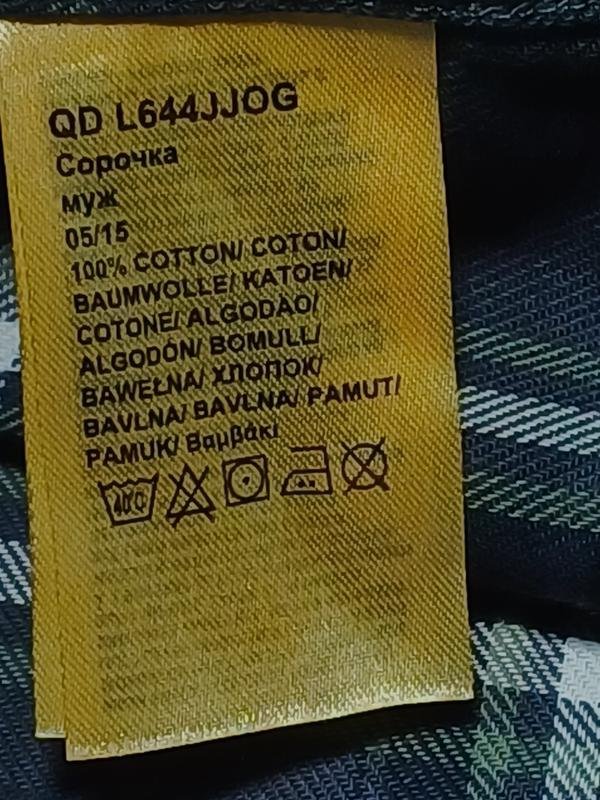 QD L644JJOG
Сорочка
муж
05/15
100% COTTON/ COTON/
BAUMWOLLE/ KATOEN/
COTONE/ ALGODAO/
ALGODÓN/ BOMULL/
BAWEŁNA/ ХЛОПОК/
BAVLNA/ BAVLNA/ PAMUT/
PAMUK/ Βαμβάκι
40°C